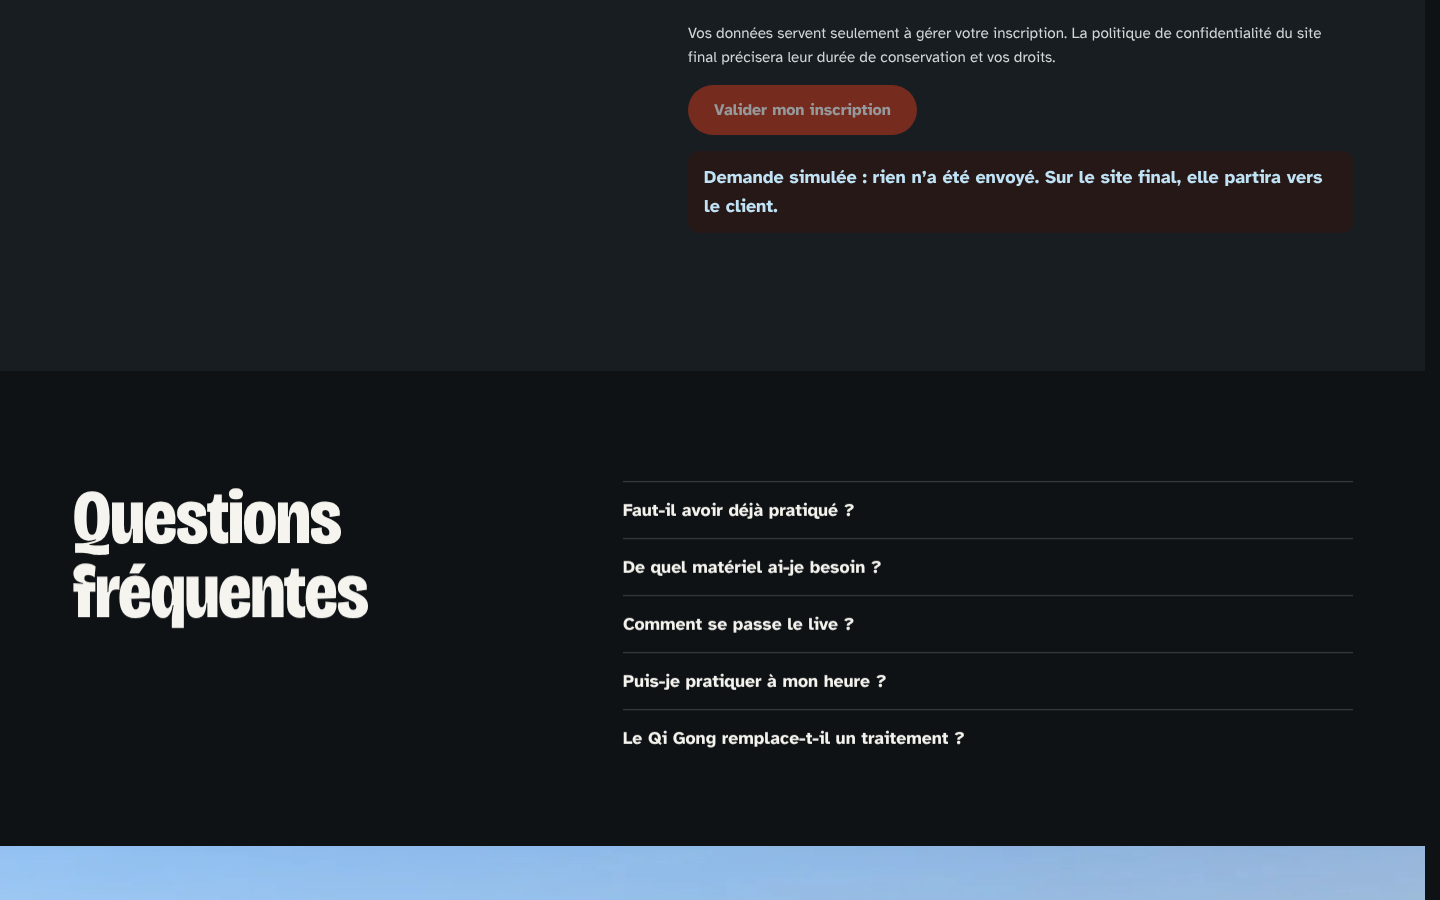 Vos données servent seulement à gérer votre inscription. La politique de confidentialité du site
final précisera leur durée de conservation et vos droits.
Valider mon inscription
Demande simulée : rien n’a été envoyé. Sur le site final, elle partira vers
le client.
Questions
fréquentes
Faut-il avoir déjà pratiqué ?
De quel matériel ai-je besoin ?
Comment se passe le live ?
Puis-je pratiquer à mon heure ?
Le Qi Gong remplace-t-il un traitement ?